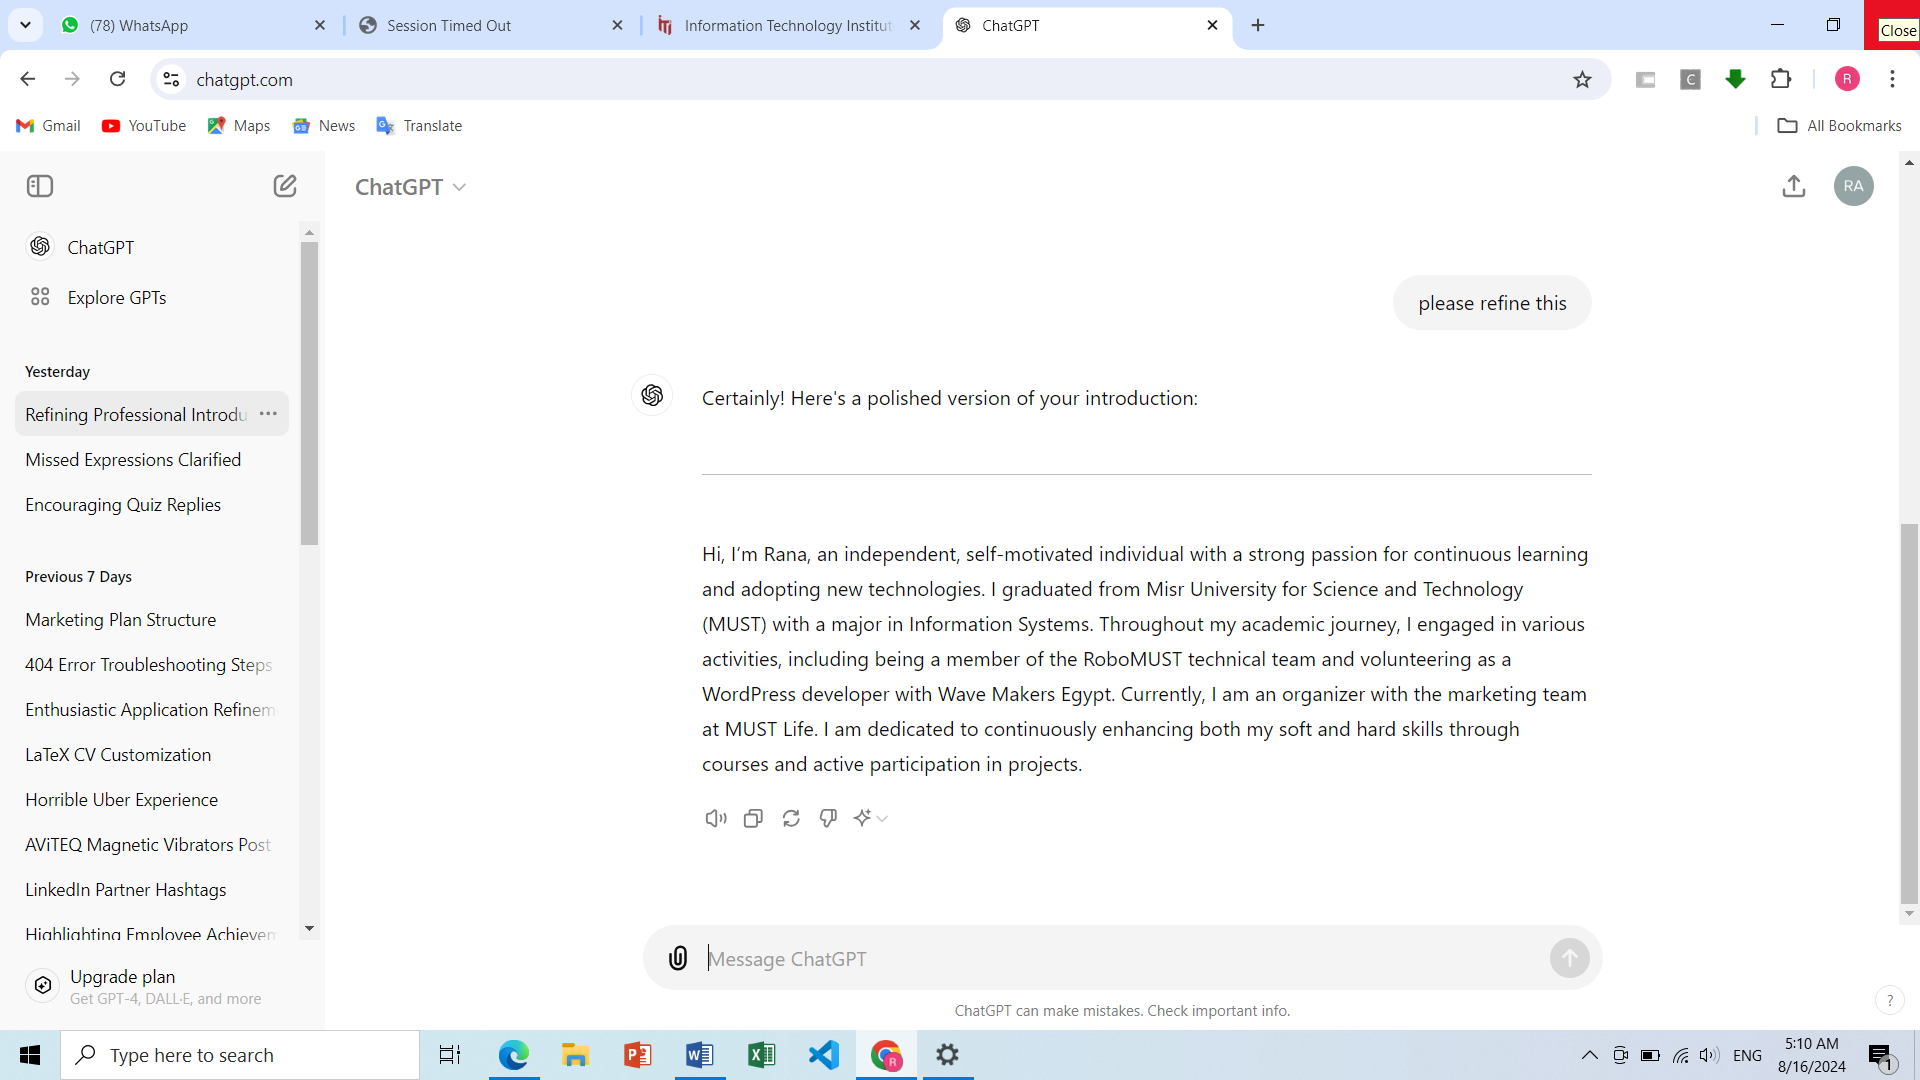 (78) WhatsApp
Session Timed Out
Information Technology Institut
ChatGPT
Close
chatgpt.com
C
R
Gmail
YouTube
Maps
News
Translate
All Bookmarks
ChatGPT
RA
ChatGPT
Explore GPTs
Yesterday
Refining Professional Introdu
Missed Expressions Clarified
Encouraging Quiz Replies
Previous 7 Days
Marketing Plan Structure
404 Error Troubleshooting Steps
Enthusiastic Application Refinem
LaTeX CV Customization
Horrible Uber Experience
AViTEQ Magnetic Vibrators Post
LinkedIn Partner Hashtags
Highlighting Employee Achievem
Upgrade plan
Get GPT-4, DALL·E, and more
please refine this
Certainly! Here's a polished version of your introduction:
Hi, I’m Rana, an independent, self-motivated individual with a strong passion for continuous learning
and adopting new technologies. I graduated from Misr University for Science and Technology
(MUST) with a major in Information Systems. Throughout my academic journey, I engaged in various
activities, including being a member of the RoboMUST technical team and volunteering as a
WordPress developer with Wave Makers Egypt. Currently, I am an organizer with the marketing team
at MUST Life. I am dedicated to continuously enhancing both my soft and hard skills through
courses and active participation in projects.
Message ChatGPT
ChatGPT can make mistakes. Check important info.
?
Type here to search
ENG
5:10 AM
8/16/2024
1